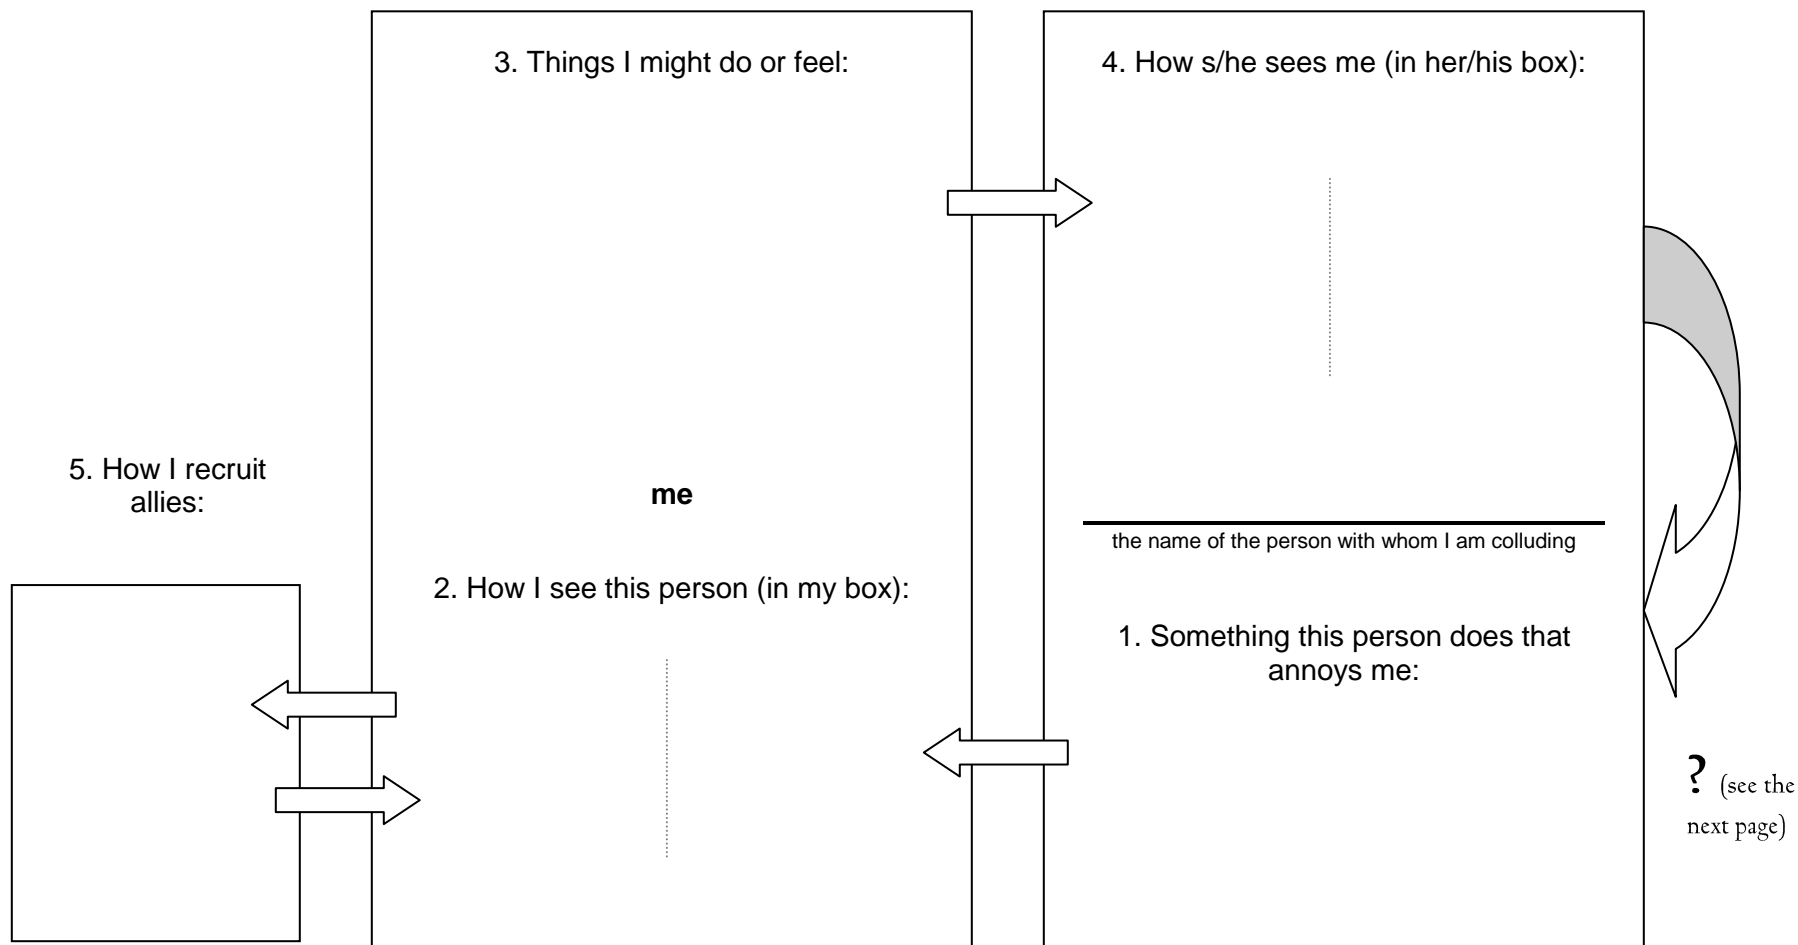 3. Things I might do or feel:
4. How s/he sees me (in her/his box):
5. How I recruit
allies:
me
the name of the person with whom I am colluding
2. How I see this person (in my box):
1. Something this person does that
annoys me:
? (see the
next page)